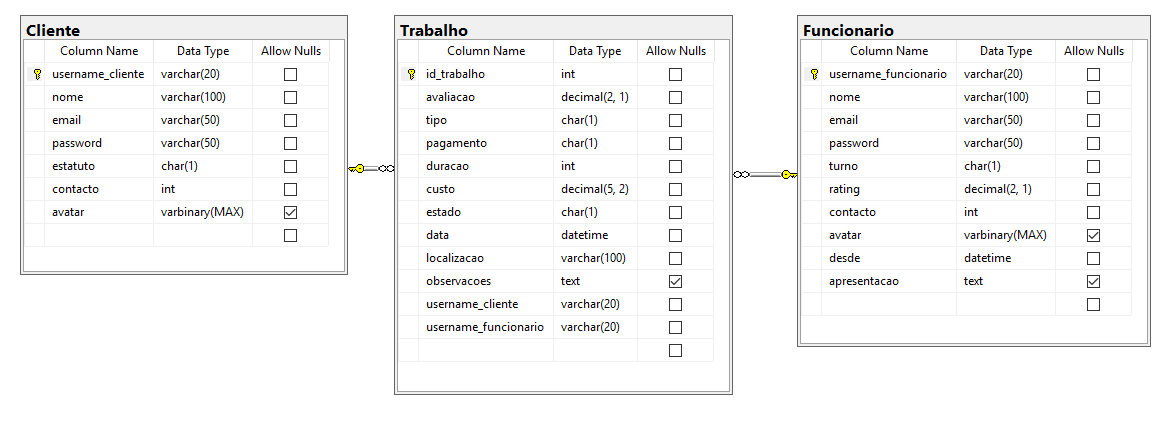 Cliente
Column Name Data Type Allow Nulls
username_cliente varchar(20)
nome varchar(100)
email varchar(50)
password varchar(50)
estatuto char(1)
contacto int
avatar varbinary(MAX)
Trabalho
Column Name Data Type Allow Nulls
id_trabalho int
avaliacao decimal(2, 1)
tipo char(1)
pagamento char(1)
duracao int
custo decimal(5, 2)
estado char(1)
data datetime
localizacao varchar(100)
observacoes text
username_cliente varchar(20)
username_funcionario varchar(20)
Funcionario
Column Name Data Type Allow Nulls
username_funcionario varchar(20)
nome varchar(100)
email varchar(50)
password varchar(50)
turno char(1)
rating decimal(2, 1)
contacto int
avatar varbinary(MAX)
desde datetime
apresentacao text